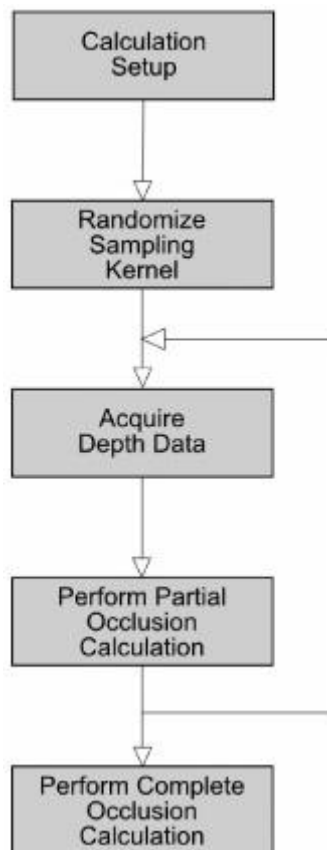 Calculation
Setup
Randomize
Sampling
Kernel
Acquire
Depth Data
Perform Partial
Occlusion
Calculation
Perform Complete
Occlusion
Calculation